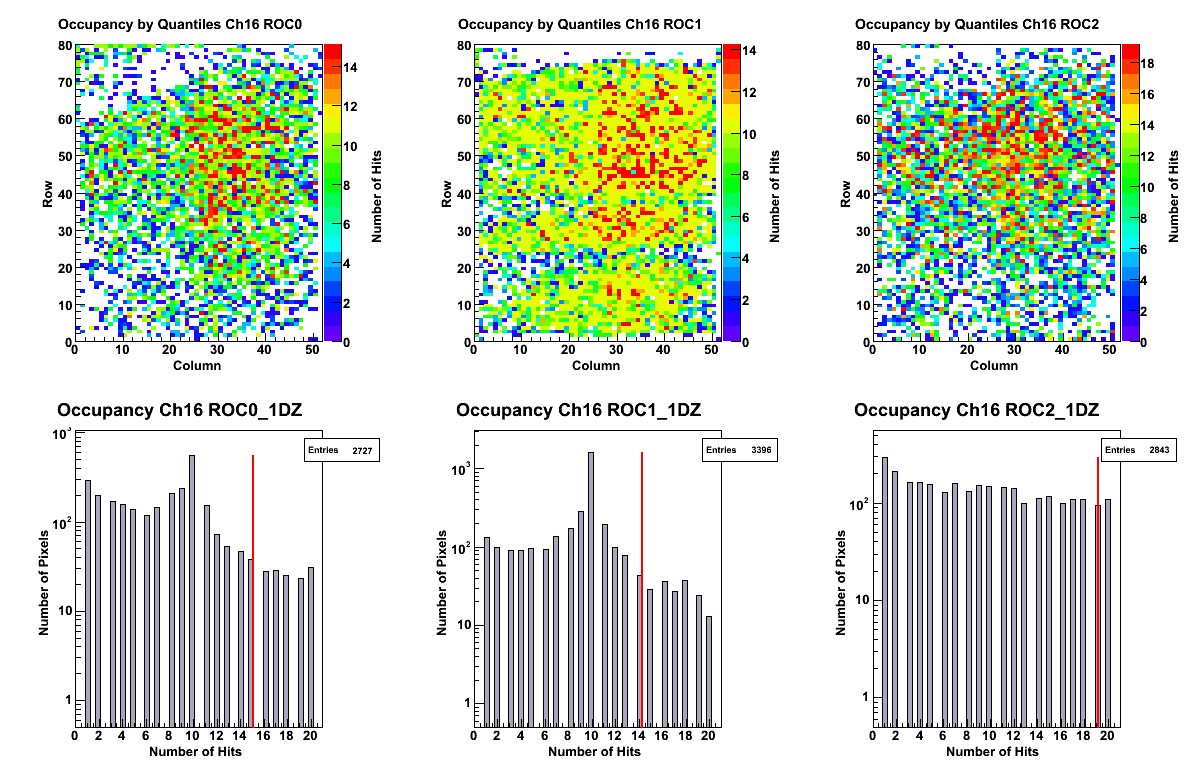 Occupancy by Quantiles Ch16 ROC0
80
70
60
50
40
30
20
10
0
Row
0 10 20 30 40 50
Column
14
12
10
8
6
4
2
0
Number of Hits
Occupancy by Quantiles Ch16 ROC1
80
70
60
50
40
30
20
10
0
Row
0 10 20 30 40 50
Column
14
12
10
8
6
4
2
0
Number of Hits
Occupancy by Quantiles Ch16 ROC2
80
70
60
50
40
30
20
10
0
Row
0 10 20 30 40 50
Column
18
16
14
12
10
8
6
4
2
0
Number of Hits
Occupancy Ch16 ROC0_1DZ
Entries 2727
10³
10²
10
1
Number of Pixels
0 2 4 6 8 10 12 14 16 18 20
Number of Hits
Occupancy Ch16 ROC1_1DZ
Entries 3396
10³
10²
10
1
Number of Pixels
0 2 4 6 8 10 12 14 16 18 20
Number of Hits
Occupancy Ch16 ROC2_1DZ
Entries 2843
10²
10
1
Number of Pixels
0 2 4 6 8 10 12 14 16 18 20
Number of Hits